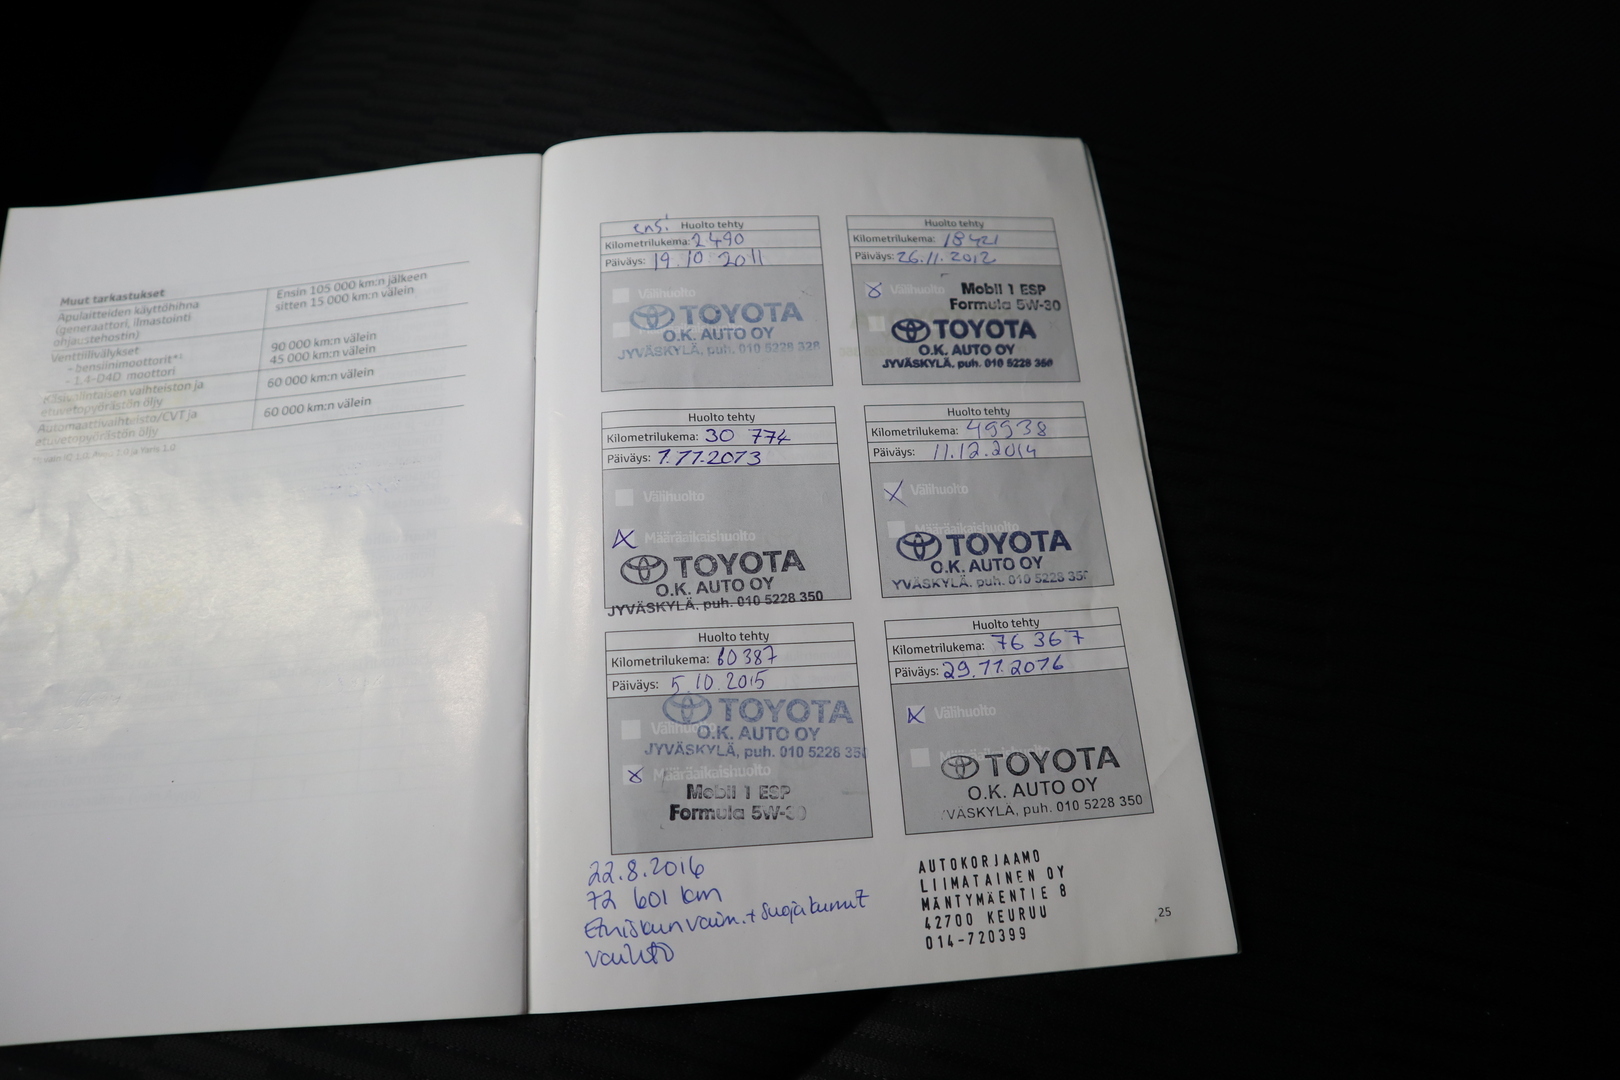 Muut tarkastukset
Apulaitteiden käyttöhihna
(generaattori, ilmastointi
ohjaustehostin)
Ensin 105 000 km:n jälkeen
sitten 15 000 km:n välein
Venttiilivälykset
- bensiinimoottorit*²
- 1.4-D4D moottori
90 000 km:n välein
45 000 km:n välein
Käsivalintaisen vaihteiston ja
etuvetopyörästön öljy
60 000 km:n välein
Automaattivaihteisto/CVT ja
etuvetopyörästön öljy
60 000 km:n välein
ensi Huolto tehty
Kilometrilukema: 2490
Päiväys: 19.10.2011
Välihuolto
TOYOTA
O.K. AUTO OY
JYVÄSKYLÄ, puh. 010 5228 328
Huolto tehty
Kilometrilukema: 18421
Päiväys: 26.11.2012
Välihuolto
Mobil 1 ESP
Formula 5W-30
TOYOTA
O.K. AUTO OY
JYVÄSKYLÄ, puh. 010 5228 350
Huolto tehty
Kilometrilukema: 30 774
Päiväys: 7.11.2013
Välihuolto
Määräaikaishuolto
TOYOTA
O.K. AUTO OY
JYVÄSKYLÄ, puh. 010 5228 350
Huolto tehty
Kilometrilukema: 49938
Päiväys: 11.12.2014
Välihuolto
Määräaikaishuolto
TOYOTA
O.K. AUTO OY
YVÄSKYLÄ, puh. 010 5228 35
Huolto tehty
Kilometrilukema: 60387
Päiväys: 5.10.2015
Välihuolto
TOYOTA
O.K. AUTO OY
JYVÄSKYLÄ, puh. 010 5228 350
Määräaikaishuolto
Mobil 1 ESP
Formula 5W-30
Huolto tehty
Kilometrilukema: 76 367
Päiväys: 29.11.2016
Välihuolto
TOYOTA
O.K. AUTO OY
YVÄSKYLÄ, puh. 010 5228 350
22.8.2016
72 601 km
Etuiskunvaim. + suojakumit
vaihto
AUTOKORJAAMO
LIIMATAINEN OY
MÄNTYMÄENTIE 8
42700 KEURUU
014-720399
25